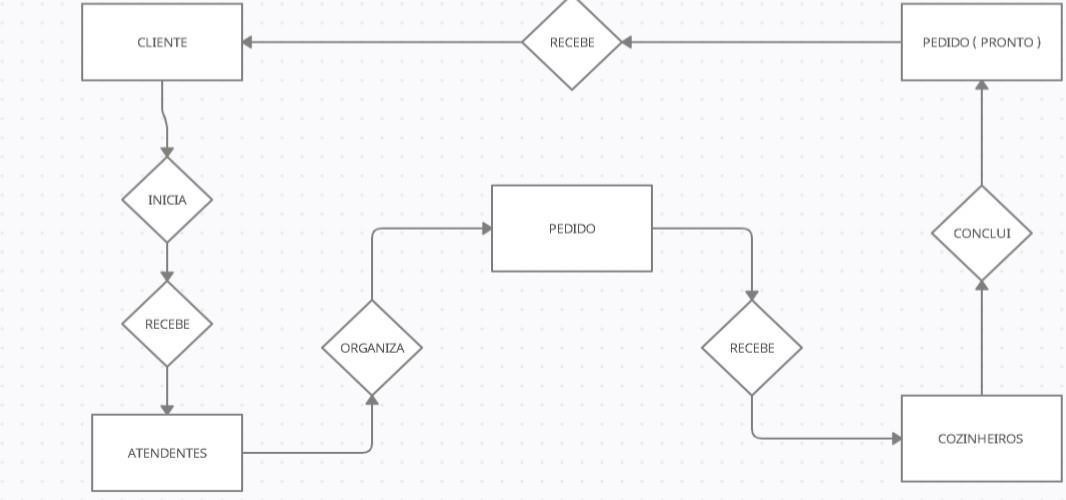 CLIENTE
RECEBE
PEDIDO ( PRONTO )
INICIA
PEDIDO
CONCLUI
RECEBE
ORGANIZA
RECEBE
ATENDENTES
COZINHEIROS